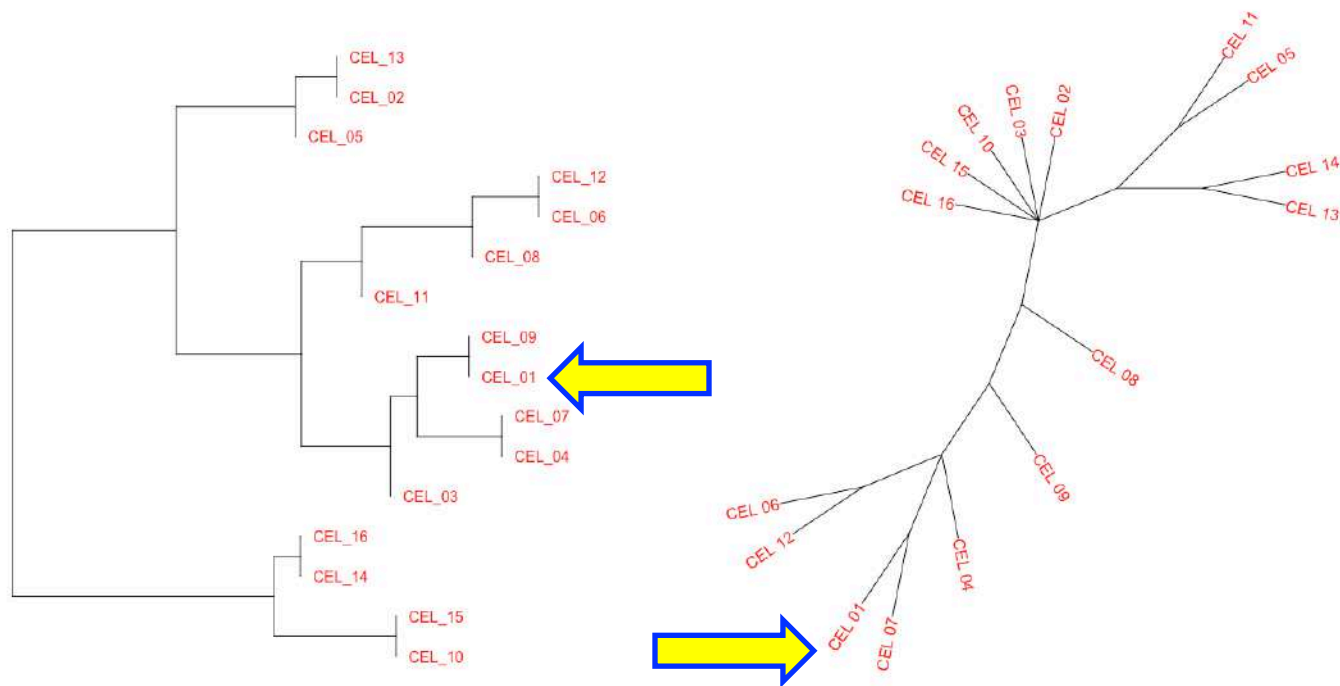 CEL_13
CEL_02
CEL_05
CEL_12
CEL_06
CEL_08
CEL_11
CEL_09
CEL_01
CEL_07
CEL_04
CEL_03
CEL_16
CEL_14
CEL_15
CEL_10
CEL 11
CEL 05
CEL 02
CEL 03
CEL 10
CEL 15
CEL 16
CEL 14
CEL 13
CEL 08
CEL 09
CEL 06
CEL 12
CEL 04
CEL 01
CEL 07